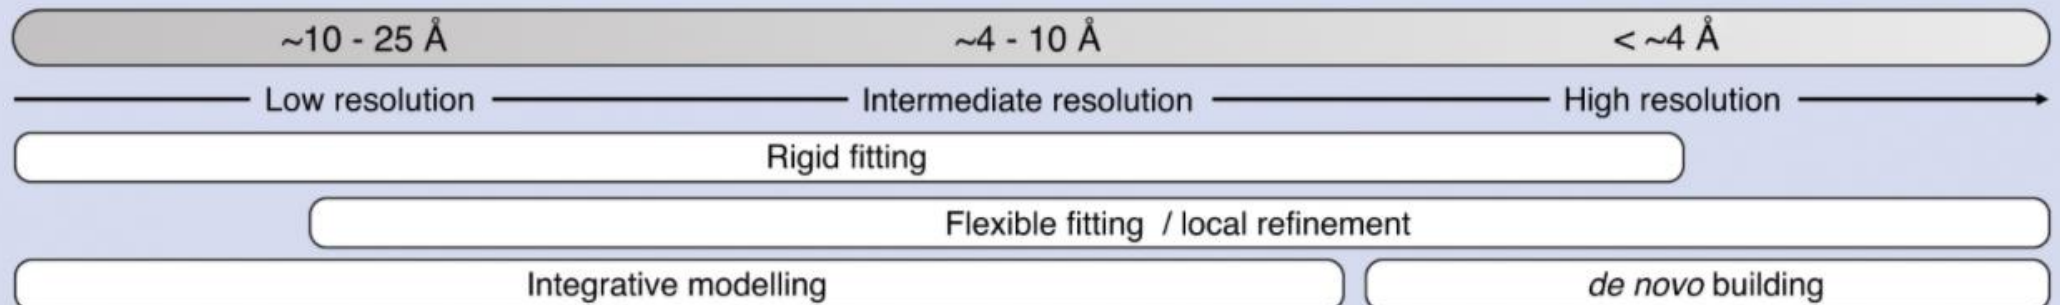 ~10 - 25 Å ~4 - 10 Å < ~4 Å
Low resolution Intermediate resolution High resolution
Rigid fitting
Flexible fitting / local refinement
Integrative modelling de novo building